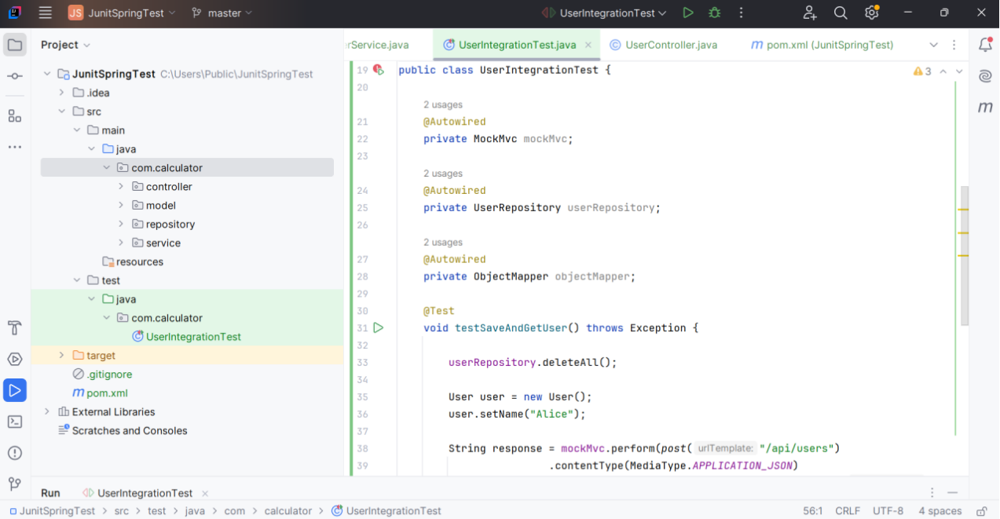 JS JunitSpringTest master UserIntegrationTest
Project
rService.java UserIntegrationTest.java UserController.java m pom.xml (JunitSpringTest)
JunitSpringTest C:\Users\Public\JunitSpringTest
.idea
src
main
java
com.calculator
controller
model
repository
service
resources
test
java
com.calculator
UserIntegrationTest
target
.gitignore
m pom.xml
External Libraries
Scratches and Consoles
3
m
19 public class UserIntegrationTest {
20
2 usages
21 @Autowired
22 private MockMvc mockMvc;
23
2 usages
24 @Autowired
25 private UserRepository userRepository;
26
2 usages
27 @Autowired
28 private ObjectMapper objectMapper;
29
30 @Test
31 void testSaveAndGetUser() throws Exception {
32
33 userRepository.deleteAll();
34
35 User user = new User();
36 user.setName("Alice");
37
38 String response = mockMvc.perform(post( urlTemplate: "/api/users")
39 .contentType(MediaType.APPLICATION_JSON)
Run UserIntegrationTest
JunitSpringTest > src > test > java > com > calculator > UserIntegrationTest 56:1 CRLF UTF-8 4 spaces